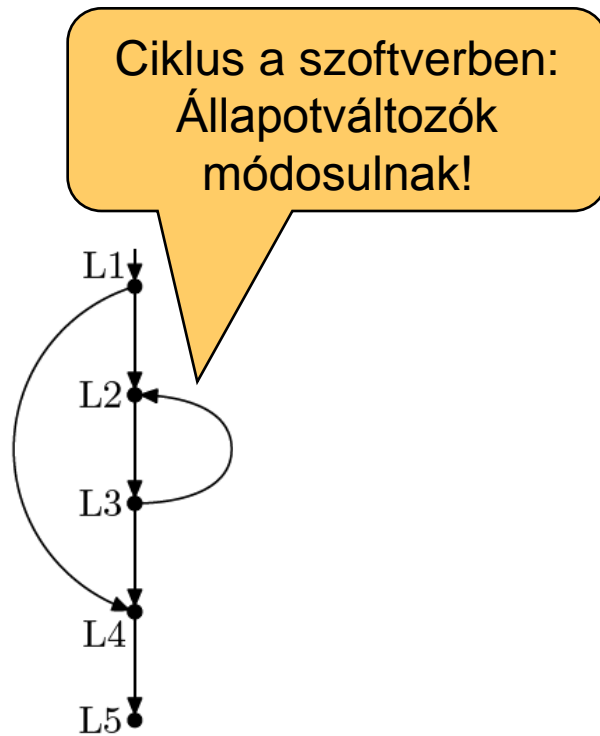 Ciklus a szoftverben:
Állapotváltozók
módosulnak!
L1
L2
L3
L4
L5